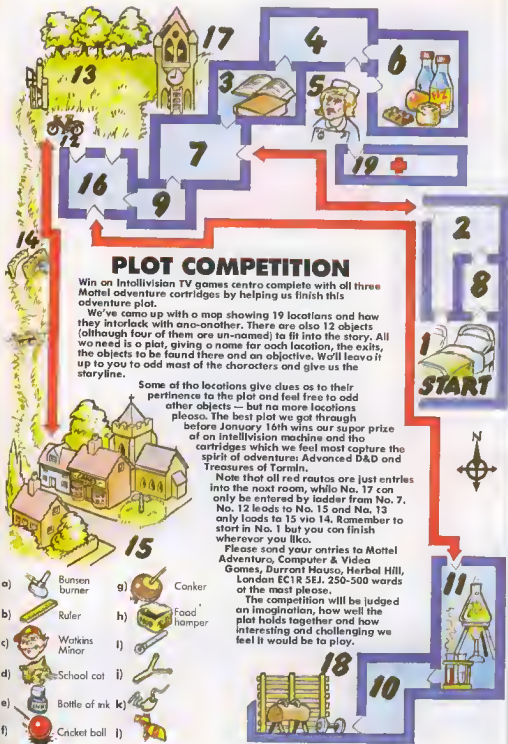 17
4
13
6
3
5
12
7
19
16
9
2
14
8
1
START
PLOT COMPETITION
Win an Intellivision TV games centre complete with all three
Mattel adventure cartridges by helping us finish this
adventure plot.
We've come up with a map showing 19 locations and how
they interlock with ano-another. There are also 12 objects
(although four of them are un-named) to fit into the story. All
we need is a plot, giving a name for each location, the exits,
the objects to be found there and an objective. We'll leave it
up to you to add most of the characters and give us the
storyline.
Some of the locations give clues as to their
pertinence to the plot and feel free to add
other objects — but no more locations
please. The best plot we get through
before January 16th wins our super prize
of an intellivision machine and the
cartridges which we feel most capture the
spirit of adventure: Advanced D&D and
Treasures of Tarmin.
Note that all red routes are just entries
into the next room, while No. 17 can
only be entered by ladder from No. 7.
No. 12 leads to No. 15 and No. 13
only leads to 15 via 14. Remember to
start in No. 1 but you can finish
wherever you like.
Please send your entries to Mattel
Adventure, Computer & Video
Games, Durrant House, Herbal Hill,
London EC1R 5EJ. 250-500 words
at the most please.
The competition will be judged
on imagination, how well the
plot holds together and how
interesting and challenging we
feel it would be to play.
N
15
11
18
10
a) Bunsen
burner
b) Ruler
c) Watkins
Minor
d) School cat
e) Bottle of ink
f) Cricket ball
g) Conker
h) Food
hamper
i)
j)
k)
l)